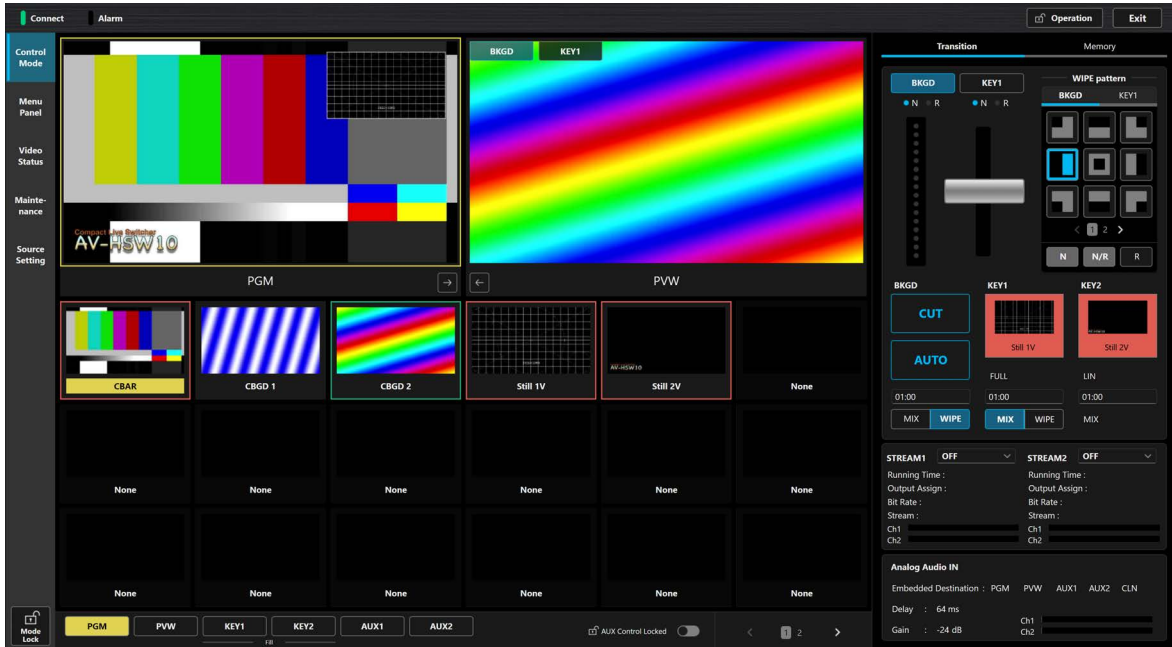 Connect Alarm Operation Exit
Control
Mode
Menu
Panel
Video
Status
Mainte-
nance
Source
Setting
Mode
Lock
Compact Live Switcher
AV-HSW10
BKGD KEY1
PGM → ← PVW
CBAR CBGD 1 CBGD 2 Still 1V AV-HSW10 Still 2V None
None None None None None None
None None None None None None
PGM PVW KEY1 KEY2 AUX1 AUX2 AUX Control Locked < 1 2 >
Fill
Transition Memory
BKGD KEY1
N R N R
WIPE pattern
BKGD KEY1
< 1 2 >
N N/R R
BKGD KEY1 KEY2
CUT
AUTO
Still 1V Still 2V
FULL LIN
01:00 01:00 01:00
MIX WIPE MIX WIPE MIX
STREAM1 OFF STREAM2 OFF
Running Time : Running Time :
Output Assign : Output Assign :
Bit Rate : Bit Rate :
Stream : Stream :
Ch1 Ch1
Ch2 Ch2
Analog Audio IN
Embedded Destination : PGM PVW AUX1 AUX2 CLN
Delay : 64 ms
Gain : -24 dB
Ch1
Ch2